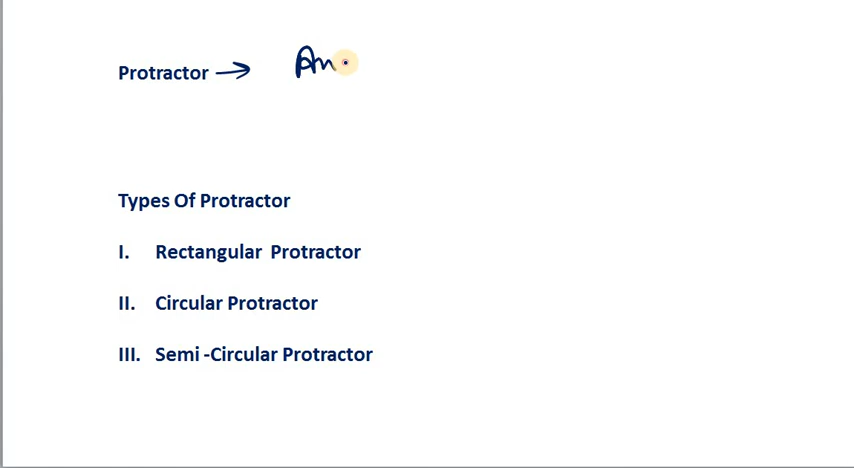 Protractor → An
Types Of Protractor
I. Rectangular Protractor
II. Circular Protractor
III. Semi -Circular Protractor